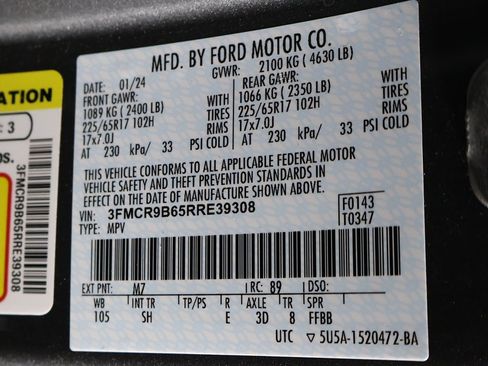 MFD. BY FORD MOTOR CO.
GVWR: 2100 KG ( 4630 LB)
DATE: 01/24
FRONT GAWR: REAR GAWR:
1089 KG ( 2400 LB) WITH 1066 KG ( 2350 LB) WITH
225/65R17 102H TIRES 225/65R17 102H TIRES
17x7.0J RIMS 17x7.0J RIMS
AT 230 kPa/ 33 PSI COLD AT 230 kPa/ 33 PSI COLD
THIS VEHICLE CONFORMS TO ALL APPLICABLE FEDERAL MOTOR
VEHICLE SAFETY AND THEFT PREVENTION STANDARDS IN
EFFECT ON THE DATE OF MANUFACTURE SHOWN ABOVE.
VIN: 3FMCR9B65RRE39308 F0143
TYPE: MPV T0347
EXT PNT: M7 RC: 89 DSO:
WB INT TR TP/PS R AXLE TR SPR
105 SH E 3D 8 FFBB
UTC ▽5U5A-1520472-BA
ATION
: 3
os.
3FMCR9B65RRE39308